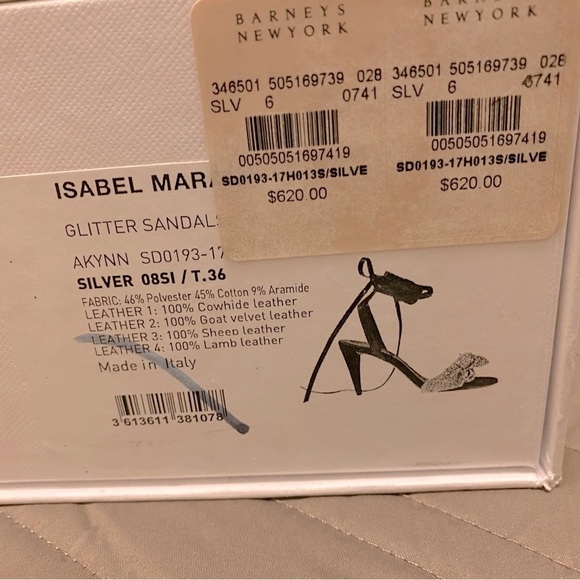 BARNEYS
NEWYORK
346501 505169739 028
SLV 6 0741
00505051697419
SD0193-17H013S/SILVE
$620.00
BARNEYS
NEWYORK
346501 505169739 028
SLV 6 0741
00505051697419
SD0193-17H013S/SILVE
$620.00
ISABEL MARA
GLITTER SANDALS
AKYNN SD0193-17
SILVER 08SI / T.36
FABRIC: 46% Polyester 45% Cotton 9% Aramide
LEATHER 1: 100% Cowhide leather
LEATHER 2: 100% Goat velvet leather
LEATHER 3: 100% Sheep leather
LEATHER 4: 100% Lamb leather
Made in Italy
3 613611 381078